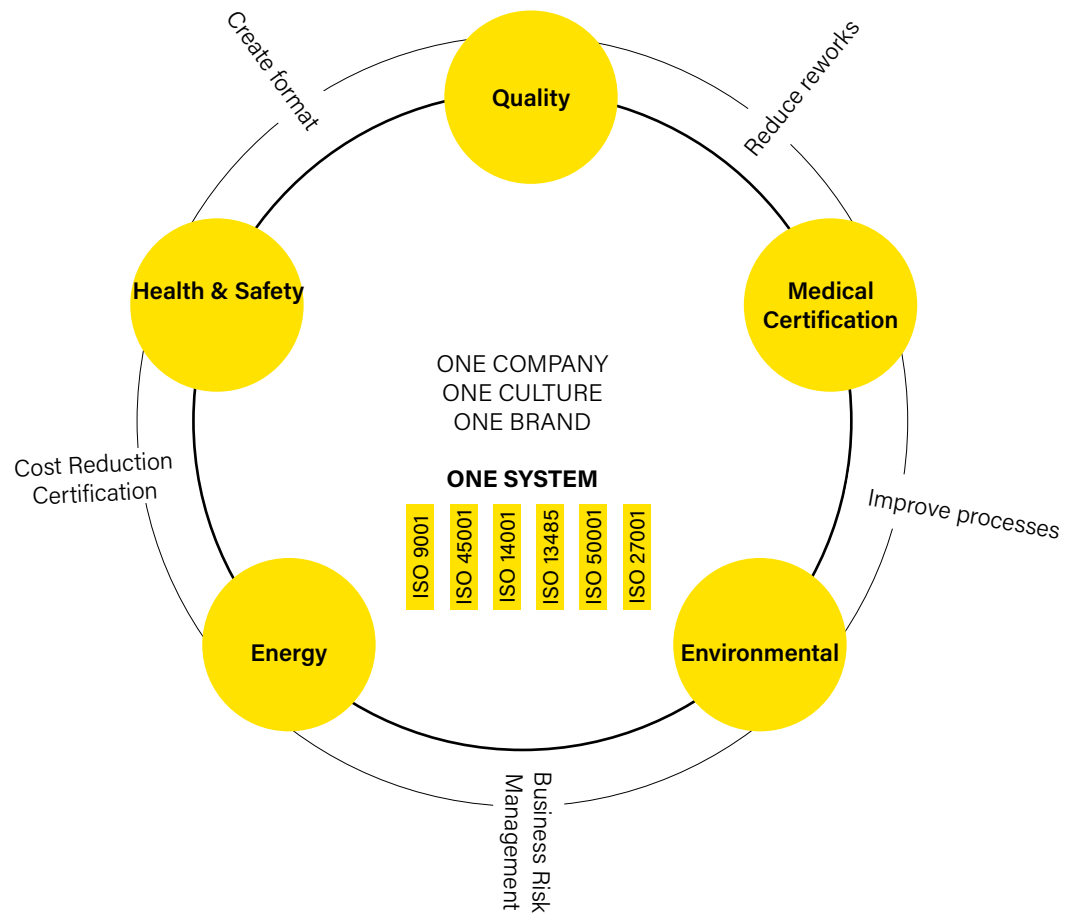 Create format
Quality
Reduce reworks
Health & Safety
Medical
Certification
ONE COMPANY
ONE CULTURE
ONE BRAND
Cost Reduction
Certification
ONE SYSTEM
ISO 9001
ISO 45001
ISO 14001
ISO 13485
ISO 50001
ISO 27001
Improve processes
Energy
Environmental
Business Risk
Management